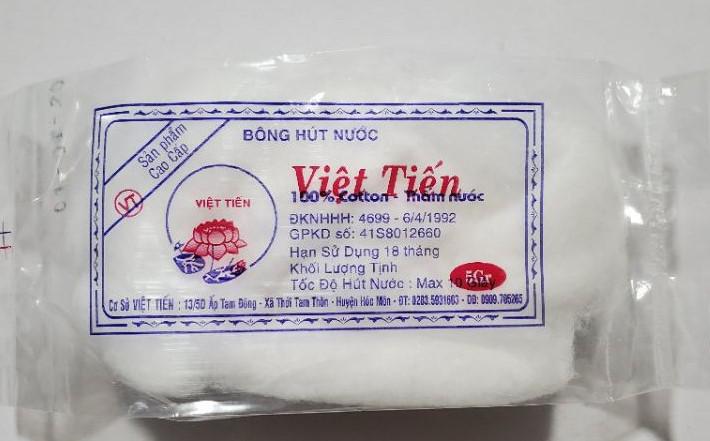 BÔNG HÚT NƯỚC
Sản phẩm
Cao Cấp
VT
VIỆT TIẾN
Việt Tiến
100% Cotton - Thấm nước
ĐKNHHH: 4699 - 6/4/1992
GPKD số: 41S8012660
Hạn Sử Dụng 18 tháng
Khối Lượng Tịnh
5Gr
Tốc Độ Hút Nước : Max 10 Giây
Cơ Sở VIỆT TIẾN : 13/5D Ấp Tam Đông - Xã Thới Tam Thôn - Huyện Hóc Môn - ĐT: 0283.5931603 - DĐ: 0909.785265